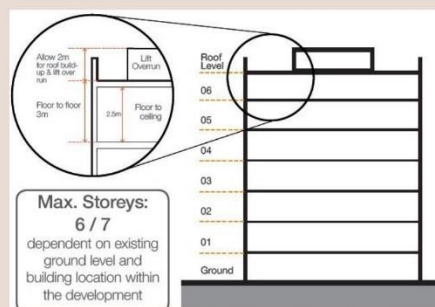 Allow 2m
for roof build-
up & lift over
run
Lift
Overrun
Floor to floor
3m
2.5m
Floor to
ceiling
Roof
Level
06
05
04
03
02
01
Ground
Max. Storeys:
6 / 7
dependent on existing
ground level and
building location within
the development